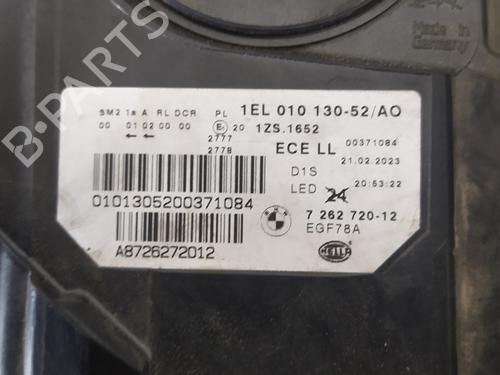 Made in
Germany
B-PARTS
SM2 1a A RL DCR PL
1EL 010 130-52/AO
00 01 02 00 00
E1 20
1ZS.1652
2777
2778
ECE LL
00371084
21.02.2023
D1S
LED
24
20:53:22
0101305200371084
7 262 720-12
EGF78A
BMW
HELLA
A8726272012